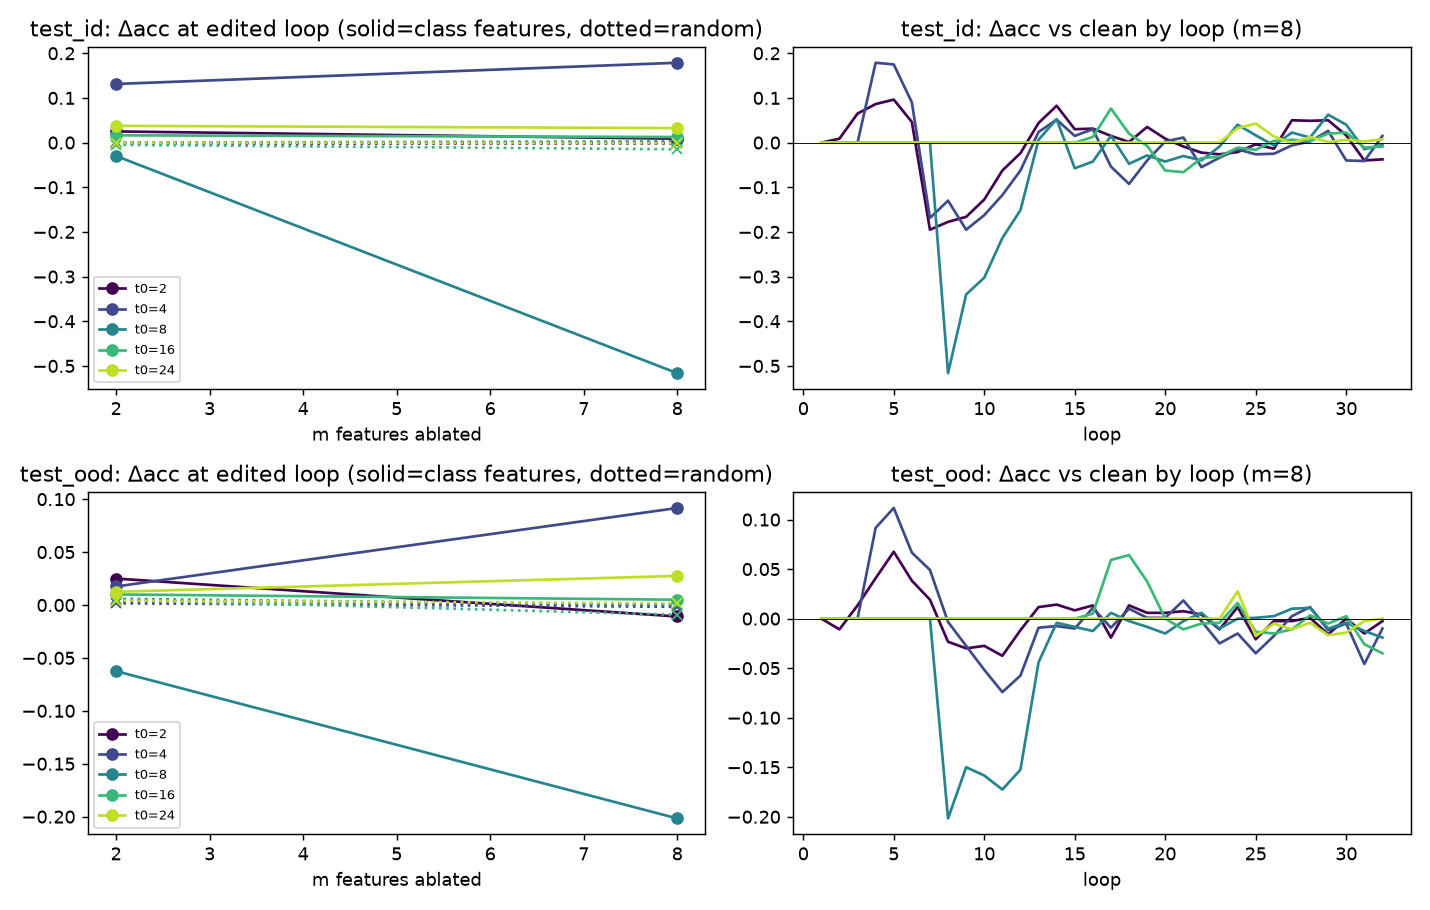 test_id: Δacc at edited loop (solid=class features, dotted=random)
0.2
0.1
0.0
−0.1
−0.2
−0.3
−0.4
−0.5
t0=2
t0=4
t0=8
t0=16
t0=24
2 3 4 5 6 7 8
m features ablated
test_id: Δacc vs clean by loop (m=8)
0.2
0.1
0.0
−0.1
−0.2
−0.3
−0.4
−0.5
0 5 10 15 20 25 30
loop
test_ood: Δacc at edited loop (solid=class features, dotted=random)
0.10
0.05
0.00
−0.05
−0.10
−0.15
−0.20
t0=2
t0=4
t0=8
t0=16
t0=24
2 3 4 5 6 7 8
m features ablated
test_ood: Δacc vs clean by loop (m=8)
0.10
0.05
0.00
−0.05
−0.10
−0.15
−0.20
0 5 10 15 20 25 30
loop